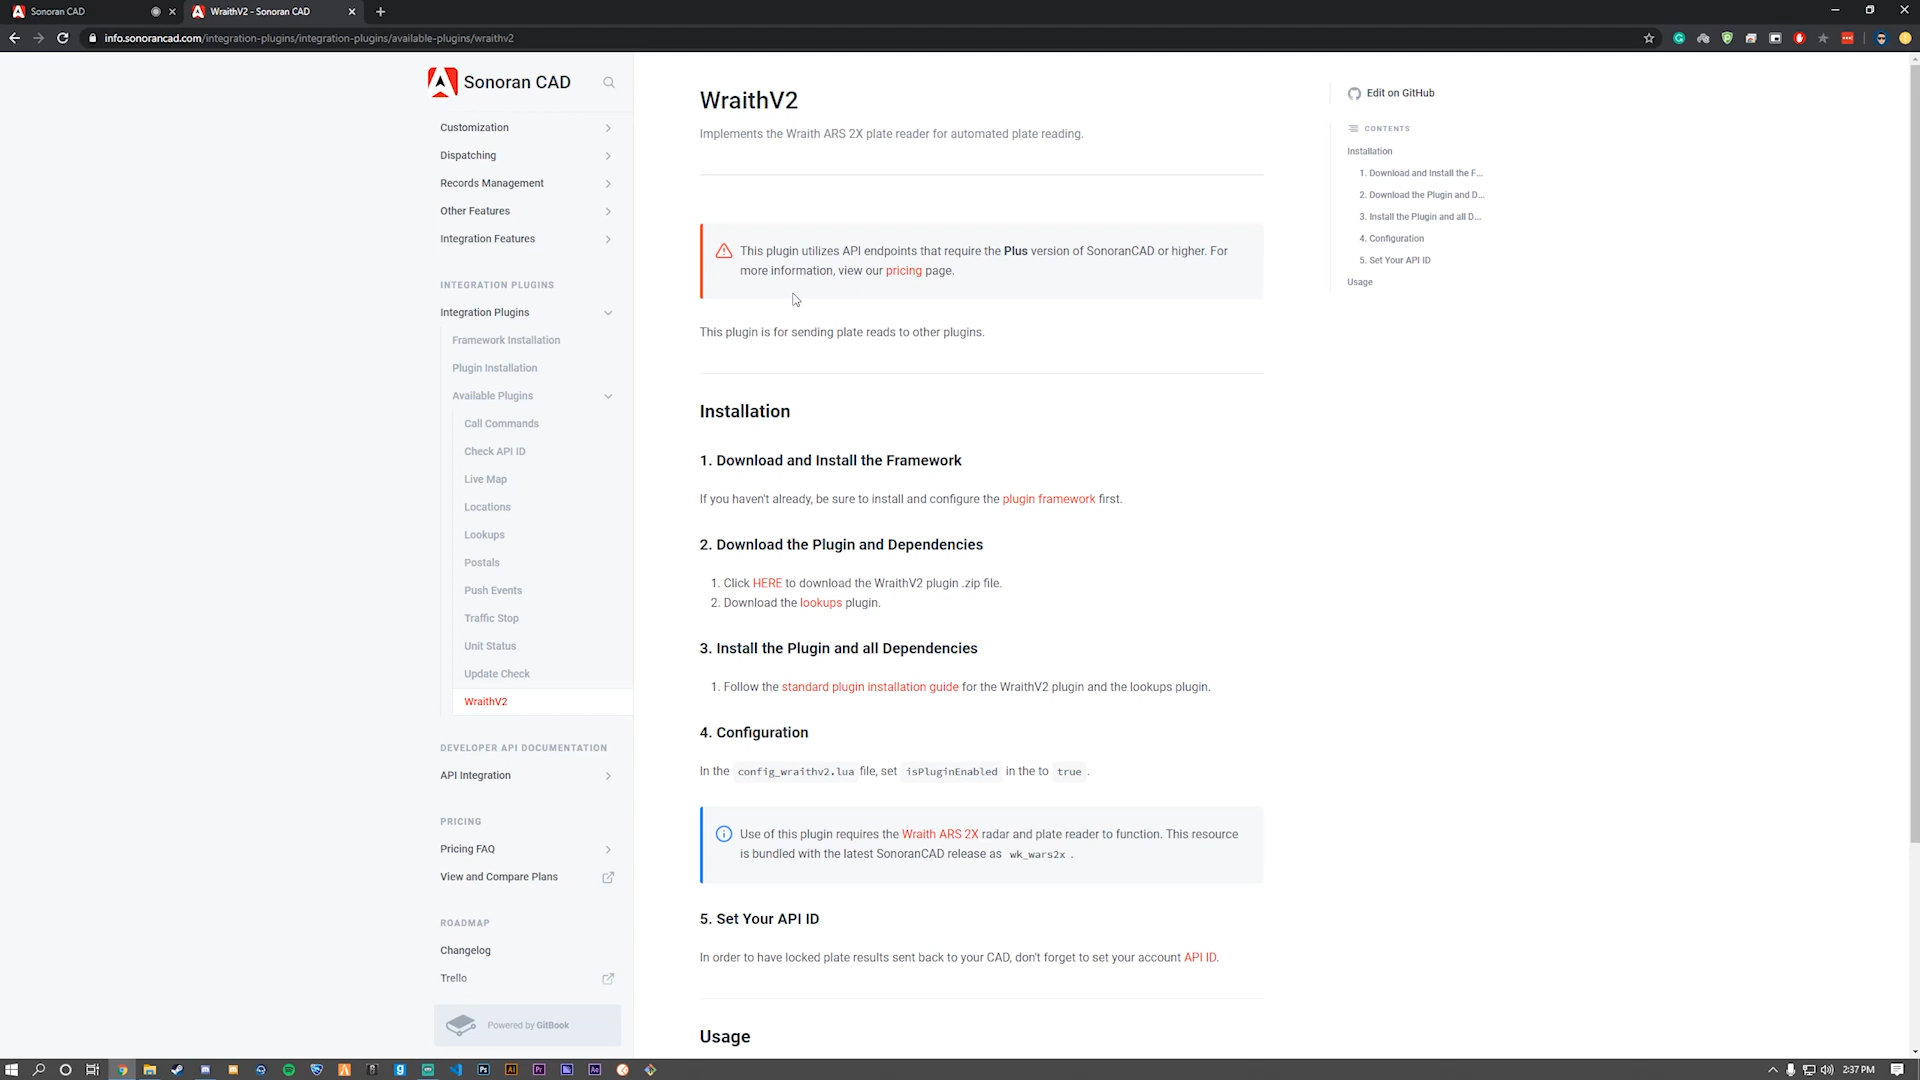 Sonoran CAD
WraithV2 - Sonoran CAD
info.sonorancad.com/integration-plugins/integration-plugins/available-plugins/wraithv2
Sonoran CAD
Customization
Dispatching
Records Management
Other Features
Integration Features
INTEGRATION PLUGINS
Integration Plugins
Framework Installation
Plugin Installation
Available Plugins
Call Commands
Check API ID
Live Map
Locations
Lookups
Postals
Push Events
Traffic Stop
Unit Status
Update Check
WraithV2
DEVELOPER API DOCUMENTATION
API Integration
PRICING
Pricing FAQ
View and Compare Plans
ROADMAP
Changelog
Trello
Powered by GitBook
WraithV2
Implements the Wraith ARS 2X plate reader for automated plate reading.
This plugin utilizes API endpoints that require the Plus version of SonoranCAD or higher. For
more information, view our pricing page.
This plugin is for sending plate reads to other plugins.
Installation
1. Download and Install the Framework
If you haven't already, be sure to install and configure the plugin framework first.
2. Download the Plugin and Dependencies
1. Click HERE to download the WraithV2 plugin .zip file.
2. Download the lookups plugin.
3. Install the Plugin and all Dependencies
1. Follow the standard plugin installation guide for the WraithV2 plugin and the lookups plugin.
4. Configuration
In the config_wraithv2.lua file, set isPluginEnabled in the to true .
Use of this plugin requires the Wraith ARS 2X radar and plate reader to function. This resource
is bundled with the latest SonoranCAD release as wk_wars2x .
5. Set Your API ID
In order to have locked plate results sent back to your CAD, don't forget to set your account API ID.
Usage
Edit on GitHub
CONTENTS
Installation
1. Download and Install the F...
2. Download the Plugin and D...
3. Install the Plugin and all D...
4. Configuration
5. Set Your API ID
Usage
Ps
Ai
Pr
Ae
2:37 PM